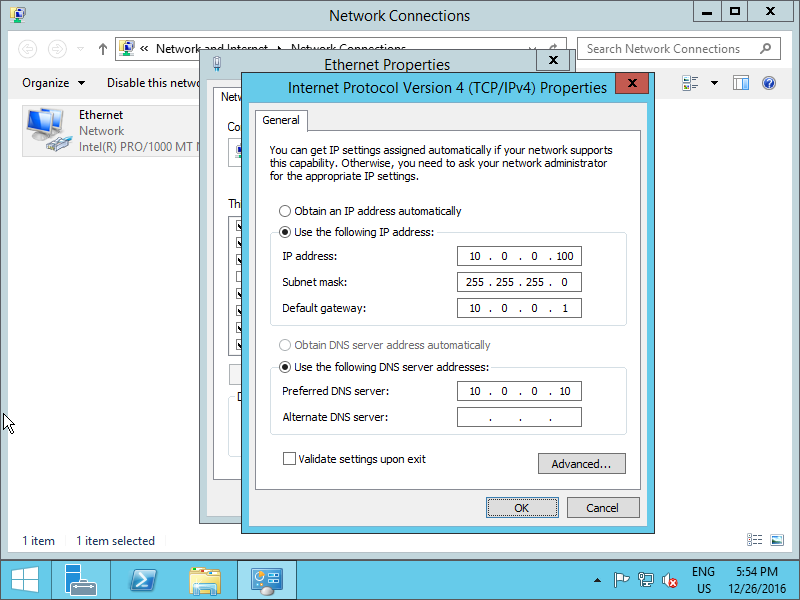 Network Connections
« Network and Internet Network Connections
Search Network Connections
Organize
Disable this netwo
Ethernet
Network
Intel(R) PRO/1000 MT N
Ethernet Properties
Netw
Co
Th
D
Internet Protocol Version 4 (TCP/IPv4) Properties
X
General
You can get IP settings assigned automatically if your network supports
this capability. Otherwise, you need to ask your network administrator
for the appropriate IP settings.
Obtain an IP address automatically
Use the following IP address:
IP address: 10 . 0 . 0 . 100
Subnet mask: 255 . 255 . 255 . 0
Default gateway: 10 . 0 . 0 . 1
Obtain DNS server address automatically
Use the following DNS server addresses:
Preferred DNS server: 10 . 0 . 0 . 10
Alternate DNS server: . . .
Validate settings upon exit
Advanced...
OK Cancel
1 item 1 item selected
ENG 5:54 PM
US 12/26/2016